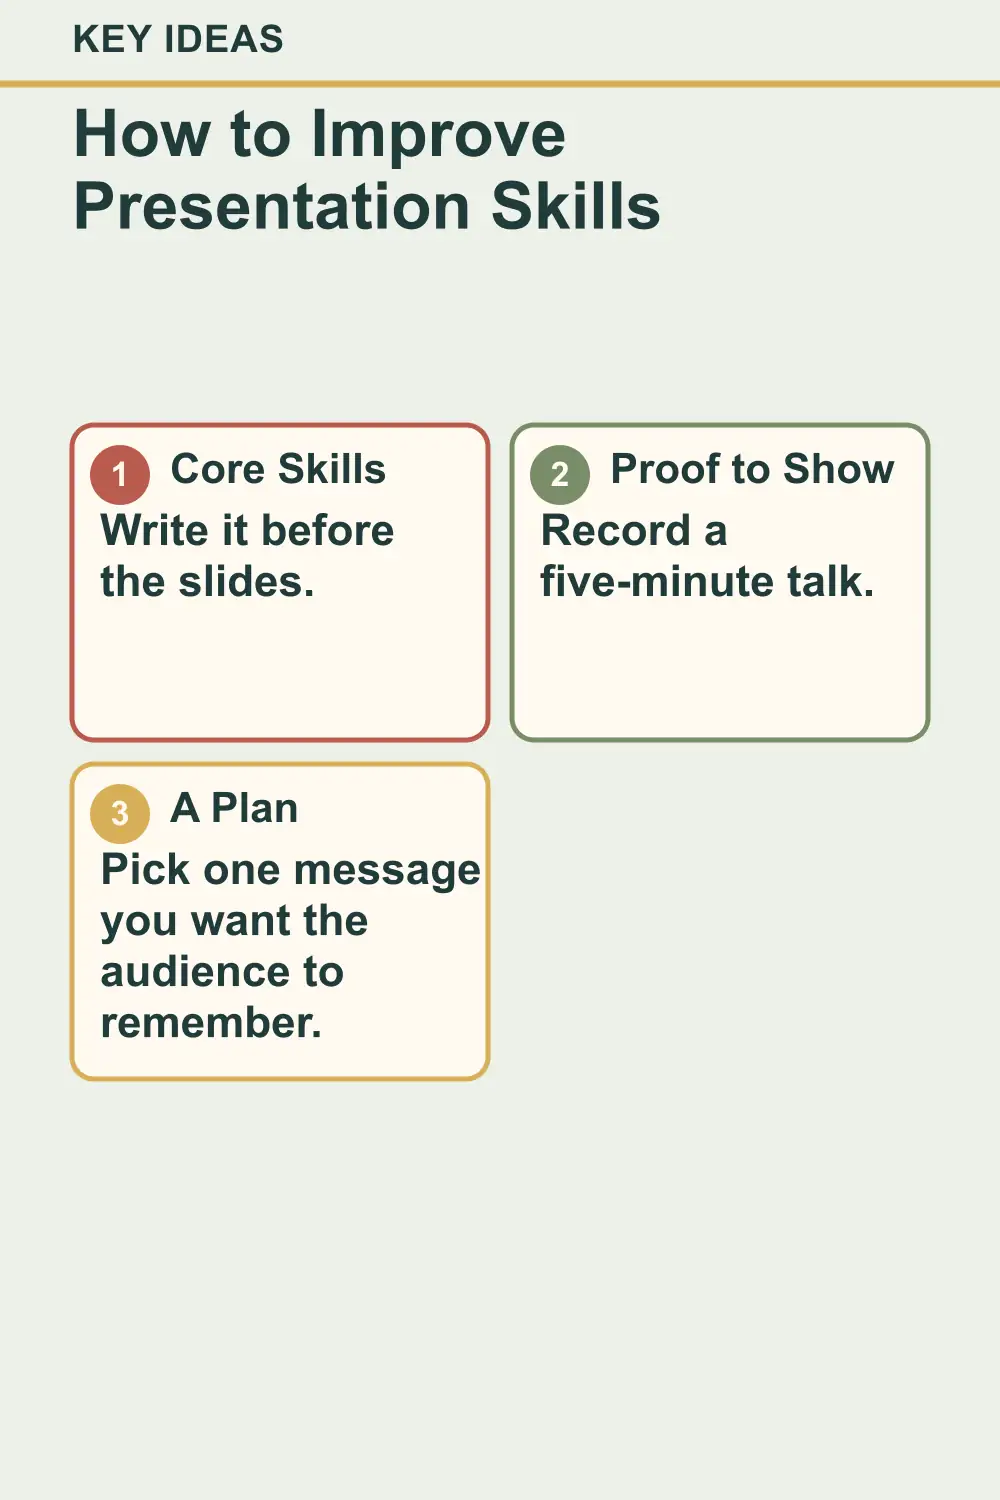 KEY IDEAS
How to Improve
Presentation Skills
1 Core Skills
Write it before
the slides.
2 Proof to Show
Record a
five-minute talk.
3 A Plan
Pick one message
you want the
audience to
remember.